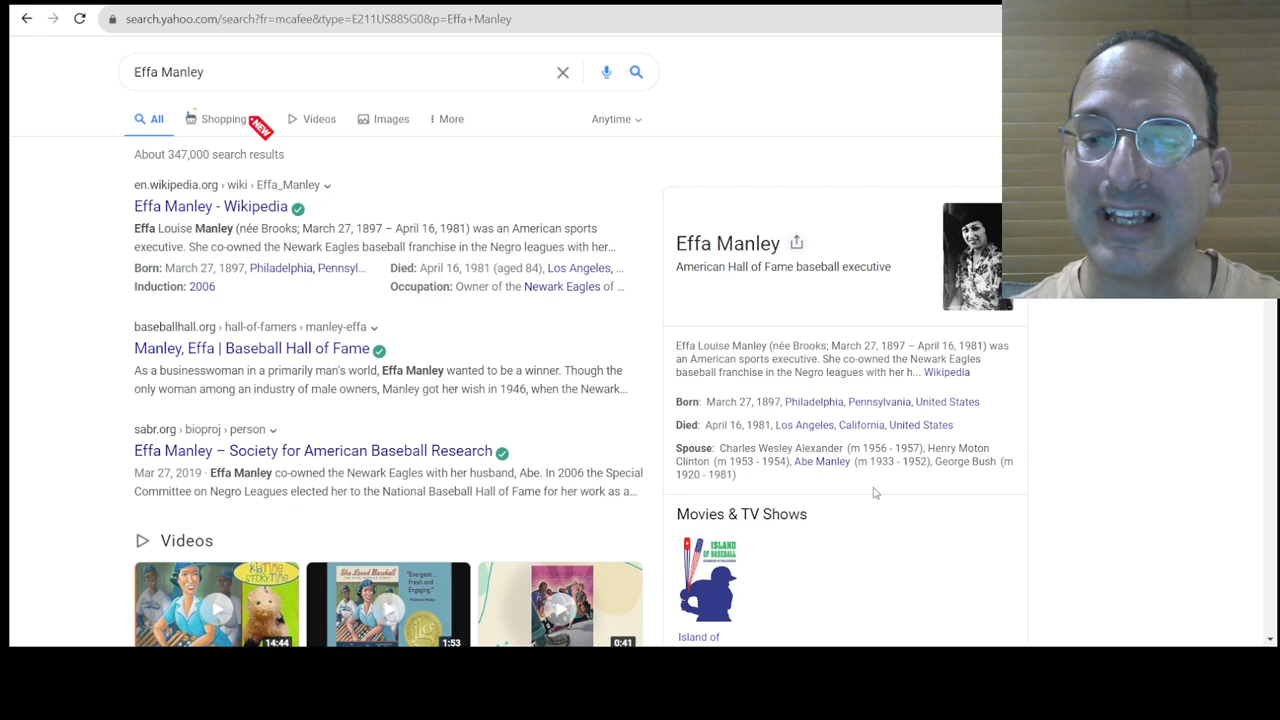 search.yahoo.com/search?fr=mcafee&type=E211US885G0&p=Effa+Manley
Effa Manley
All
Shopping
NEW
Videos
Images
More
Anytime
About 347,000 search results
en.wikipedia.org › wiki › Effa_Manley
Effa Manley - Wikipedia
Effa Louise Manley (née Brooks; March 27, 1897 – April 16, 1981) was an American sports
executive. She co-owned the Newark Eagles baseball franchise in the Negro leagues with her...
Born: March 27, 1897, Philadelphia, Pennsyl...
Died: April 16, 1981 (aged 84), Los Angeles, ...
Induction: 2006
Occupation: Owner of the Newark Eagles of ...
baseballhall.org › hall-of-famers › manley-effa
Manley, Effa | Baseball Hall of Fame
As a businesswoman in a primarily man's world, Effa Manley wanted to be a winner. Though the
only woman among an industry of male owners, Manley got her wish in 1946, when the Newark...
sabr.org › bioproj › person
Effa Manley – Society for American Baseball Research
Mar 27, 2019 · Effa Manley co-owned the Newark Eagles with her husband, Abe. In 2006 the Special
Committee on Negro Leagues elected her to the National Baseball Hall of Fame for her work as a...
Videos
KidTime
StoryTime
14:44
She Loved Baseball
"Energetic...
Fresh and
Engaging."
jlg
1:53
0:41
Effa Manley
American Hall of Fame baseball executive
Effa Louise Manley (née Brooks; March 27, 1897 – April 16, 1981) was
an American sports executive. She co-owned the Newark Eagles
baseball franchise in the Negro leagues with her h... Wikipedia
Born: March 27, 1897, Philadelphia, Pennsylvania, United States
Died: April 16, 1981, Los Angeles, California, United States
Spouse: Charles Wesley Alexander (m 1956 - 1957), Henry Moton
Clinton (m 1953 - 1954), Abe Manley (m 1933 - 1952), George Bush (m
1920 - 1981)
Movies & TV Shows
ISLAND
OF BASEBALL
Island of